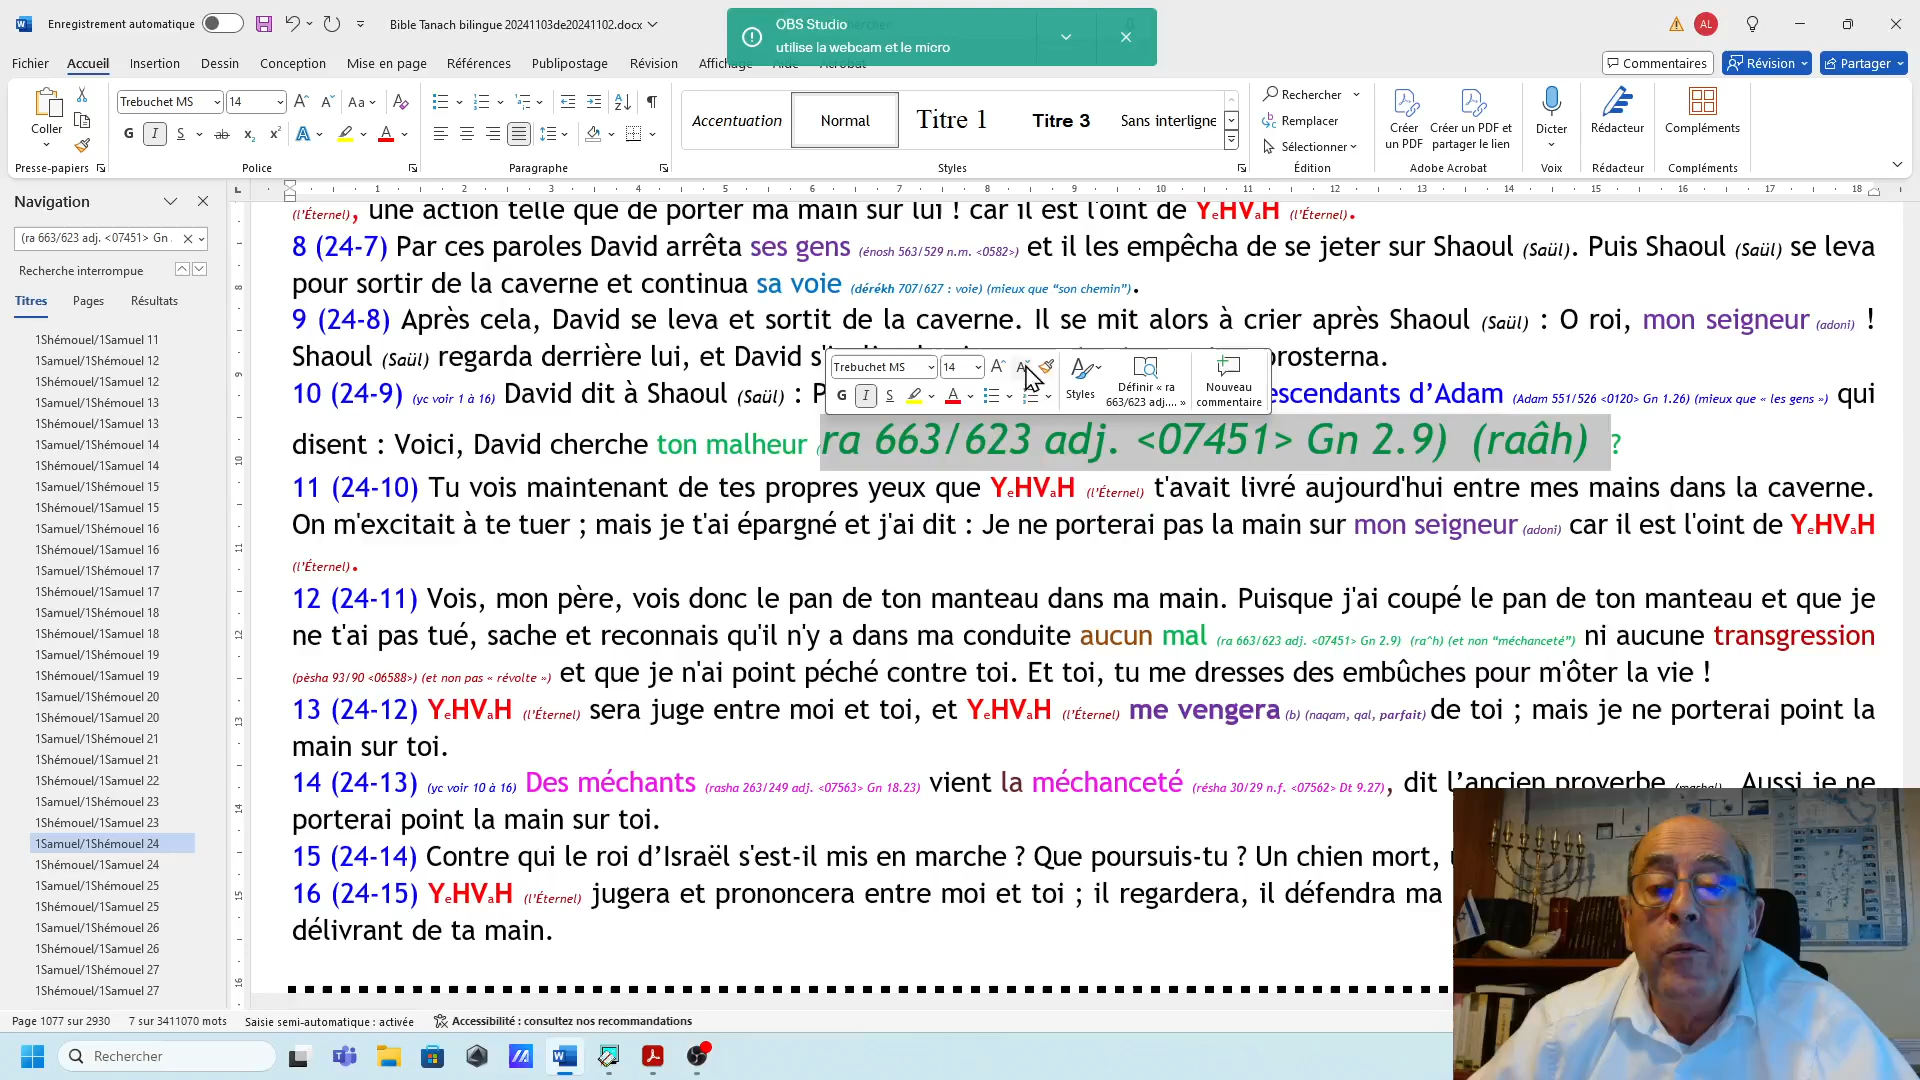 Enregistrement automatique
Bible Tanach bilingue 20241103de20241102.docx
OBS Studio
utilise la webcam et le micro
AL
Fichier Accueil Insertion Dessin Conception Mise en page Références Publipostage Révision Affichage Aide Acrobat
Commentaires Révision Partager
Coller
Trebuchet MS 14
Accentuation Normal Titre 1 Titre 3 Sans interligne
Rechercher
Remplacer
Sélectionner
Créer un PDF
Créer un PDF et partager le lien
Dicter
Rédacteur
Compléments
Presse-papiers Police Paragraphe Styles Édition Adobe Acrobat Voix Rédacteur Compléments
Navigation
(ra 663/623 adj. <07451> Gn
Recherche interrompue
Titres Pages Résultats
1Shémouel/1Samuel 11
1Samuel/1Shémouel 12
1Shémouel/1Samuel 12
1Samuel/1Shémouel 13
1Shémouel/1Samuel 13
1Samuel/1Shémouel 14
1Shémouel/1Samuel 14
1Samuel/1Shémouel 15
1Shémouel/1Samuel 15
1Samuel/1Shémouel 16
1Shémouel/1Samuel 16
1Samuel/1Shémouel 17
1Shémouel/1Samuel 17
1Samuel/1Shémouel 18
1Shémouel/1Samuel 18
1Samuel/1Shémouel 19
1Shémouel/1Samuel 19
1Samuel/1Shémouel 20
1Shémouel/1Samuel 20
1Samuel/1Shémouel 21
1Shémouel/1Samuel 21
1Samuel/1Shémouel 22
1Samuel/1Shémouel 23
1Shémouel/1Samuel 23
1Samuel/1Shémouel 24
1Shémouel/1Samuel 24
1Samuel/1Shémouel 25
1Shémouel/1Samuel 25
1Samuel/1Shémouel 26
1Shémouel/1Samuel 26
1Samuel/1Shémouel 27
1Shémouel/1Samuel 27
(l'Éternel), une action telle que de porter ma main sur lui ! car il est l'oint de YeHVaH (l'Éternel).
8 (24-7) Par ces paroles David arrêta ses gens (énosh 563/529 n.m. <0582>) et il les empêcha de se jeter sur Shaoul (Saül). Puis Shaoul (Saül) se leva
pour sortir de la caverne et continua sa voie (dérékh 707/627 : voie) (mieux que "son chemin").
9 (24-8) Après cela, David se leva et sortit de la caverne. Il se mit alors à crier après Shaoul (Saül) : O roi, mon seigneur (adoni) !
Shaoul (Saül) regarda derrière lui, et David prosterna.
Trebuchet MS 14
Styles
Définir « ra 663/623 adj.... »
Nouveau commentaire
10 (24-9) (yc voir 1 à 16) David dit à Shaoul (Saül) : escendants d'Adam (Adam 551/526 <0120> Gn 1.26) (mieux que « les gens ») qui
disent : Voici, David cherche ton malheur (ra 663/623 adj. <07451> Gn 2.9) (raâh) ?
11 (24-10) Tu vois maintenant de tes propres yeux que YeHVaH (l'Éternel) t'avait livré aujourd'hui entre mes mains dans la caverne.
On m'excitait à te tuer ; mais je t'ai épargné et j'ai dit : Je ne porterai pas la main sur mon seigneur (adoni) car il est l'oint de YeHVaH
(l'Éternel).
12 (24-11) Vois, mon père, vois donc le pan de ton manteau dans ma main. Puisque j'ai coupé le pan de ton manteau et que je
ne t'ai pas tué, sache et reconnais qu'il n'y a dans ma conduite aucun mal (ra 663/623 adj. <07451> Gn 2.9) (ra^h) (et non "méchanceté") ni aucune transgression
(pèsha 93/90 <06588>) (et non pas « révolte ») et que je n'ai point péché contre toi. Et toi, tu me dresses des embûches pour m'ôter la vie !
13 (24-12) YeHVaH (l'Éternel) sera juge entre moi et toi, et YeHVaH (l'Éternel) me vengera (b) (naqam, qal, parfait) de toi ; mais je ne porterai point la
main sur toi.
14 (24-13) (yc voir 10 à 16) Des méchants (rasha 263/249 adj. <07563> Gn 18.23) vient la méchanceté (résha 30/29 n.f. <07562> Dt 9.27), dit l'ancien proverbe (mashal). Aussi je ne
porterai point la main sur toi.
15 (24-14) Contre qui le roi d'Israël s'est-il mis en marche ? Que poursuis-tu ? Un chien mort,
16 (24-15) YeHVaH (l'Éternel) jugera et prononcera entre moi et toi ; il regardera, il défendra ma
délivrant de ta main.
Page 1077 sur 2930 7 sur 3411070 mots Saisie semi-automatique : activée Accessibilité : consultez nos recommandations
Rechercher